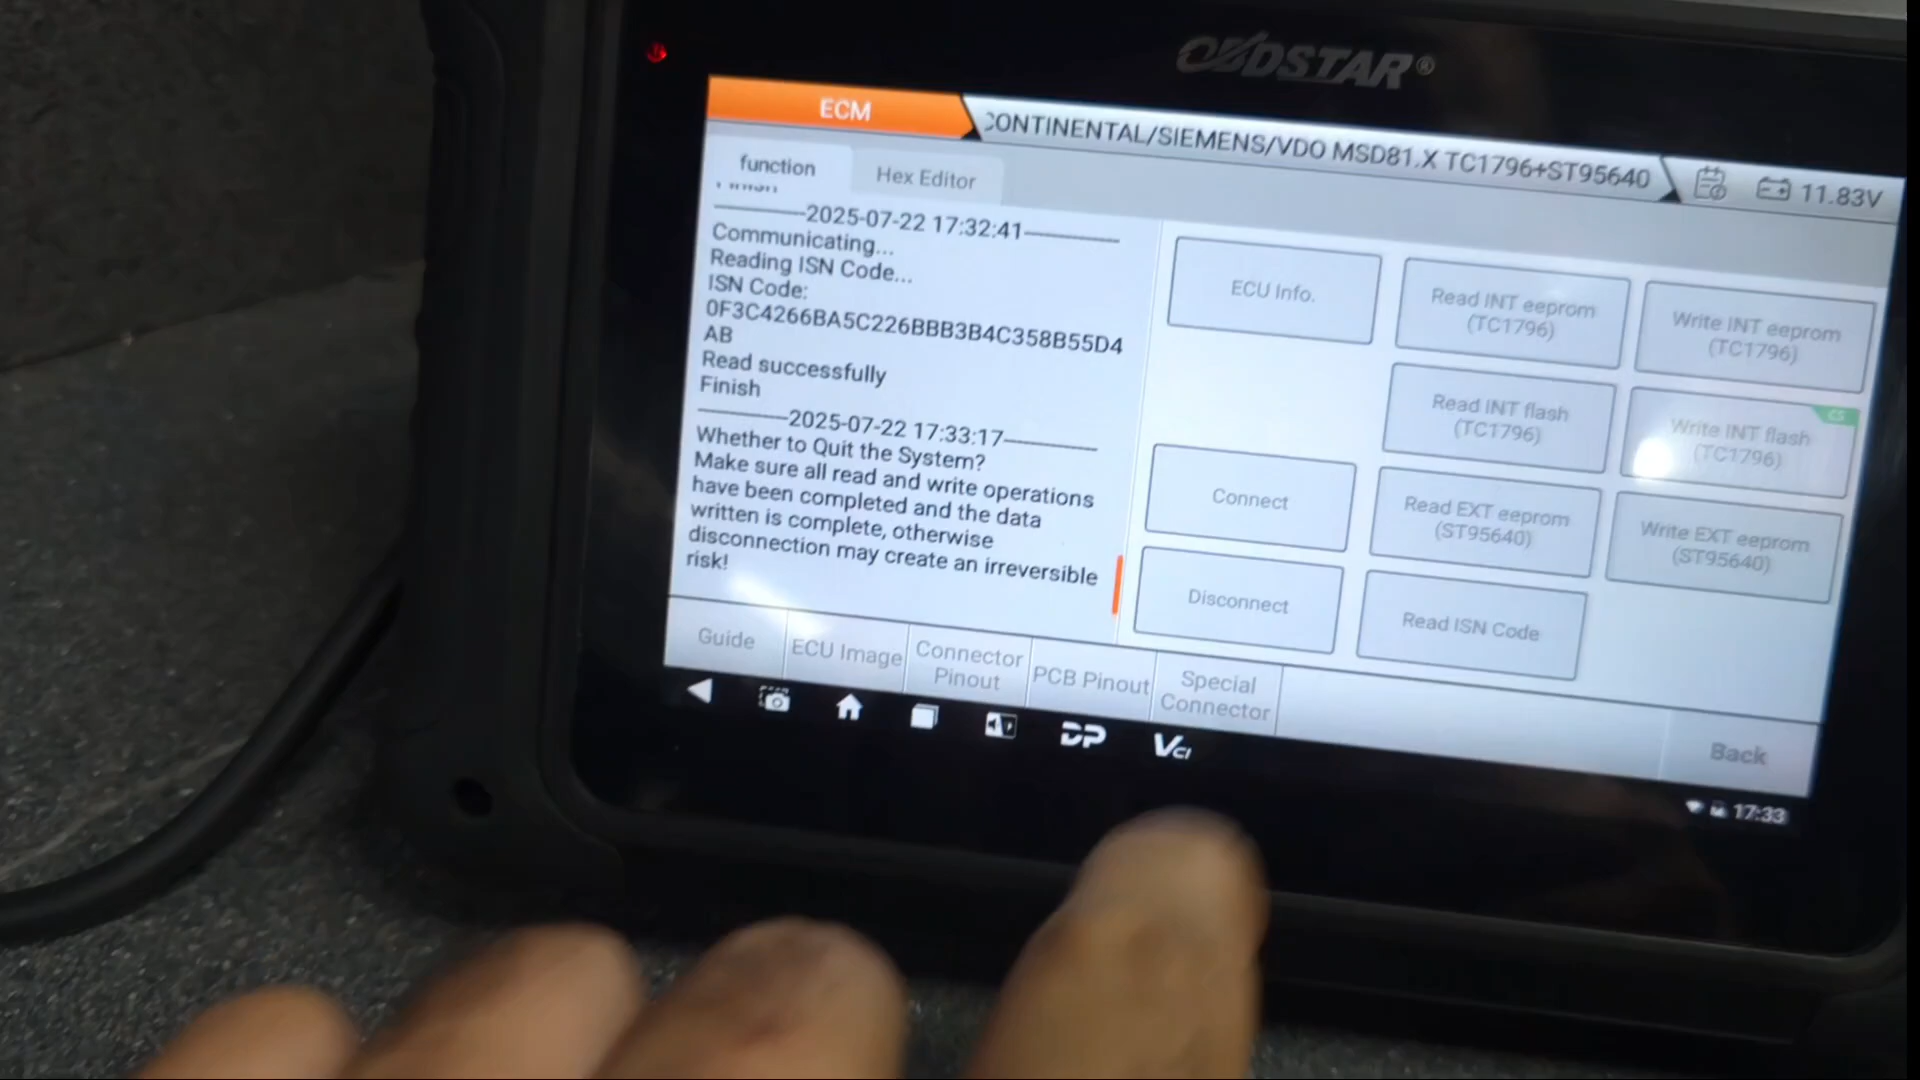 OBDSTAR®
ECM
CONTINENTAL/SIEMENS/VDO MSD81.X TC1796+ST95640
11.83V
function
Hex Editor
Finish
--------2025-07-22 17:32:41--------
Communicating...
Reading ISN Code...
ISN Code:
0F3C4266BA5C226BBB3B4C358B55D4
AB
Read successfully
Finish
--------2025-07-22 17:33:17--------
Whether to Quit the System?
Make sure all read and write operations
have been completed and the data
written is complete, otherwise
disconnection may create an irreversible
risk!
ECU Info.
Read INT eeprom
(TC1796)
Write INT eeprom
(TC1796)
Read INT flash
(TC1796)
CS
Write INT flash
(TC1796)
Connect
Read EXT eeprom
(ST95640)
Write EXT eeprom
(ST95640)
Disconnect
Read ISN Code
Guide
ECU Image
Connector
Pinout
PCB Pinout
Special
Connector
Back
DP
VCI
17:33